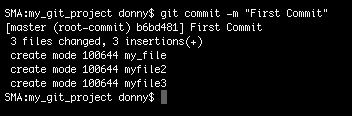 SMA:my_git_project donny$ git commit -m "First Commit"
[master (root-commit) b6bd481] First Commit
 3 files changed, 3 insertions(+)
 create mode 100644 my_file
 create mode 100644 myfile2
 create mode 100644 myfile3
SMA:my_git_project donny$